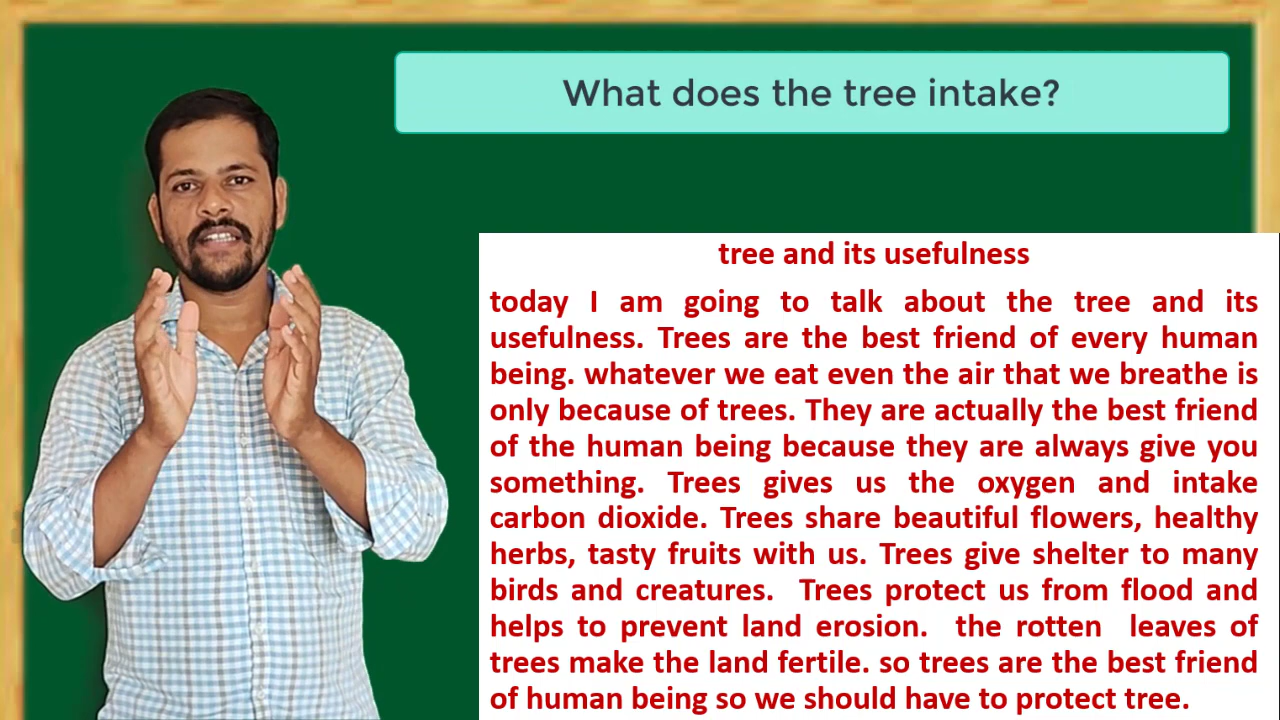 What does the tree intake?
tree and its usefulness
today I am going to talk about the tree and its
usefulness. Trees are the best friend of every human
being. whatever we eat even the air that we breathe is
only because of trees. They are actually the best friend
of the human being because they are always give you
something. Trees gives us the oxygen and intake
carbon dioxide. Trees share beautiful flowers, healthy
herbs, tasty fruits with us. Trees give shelter to many
birds and creatures.  Trees protect us from flood and
helps to prevent land erosion.  the rotten  leaves of
trees make the land fertile. so trees are the best friend
of human being so we should have to protect tree.